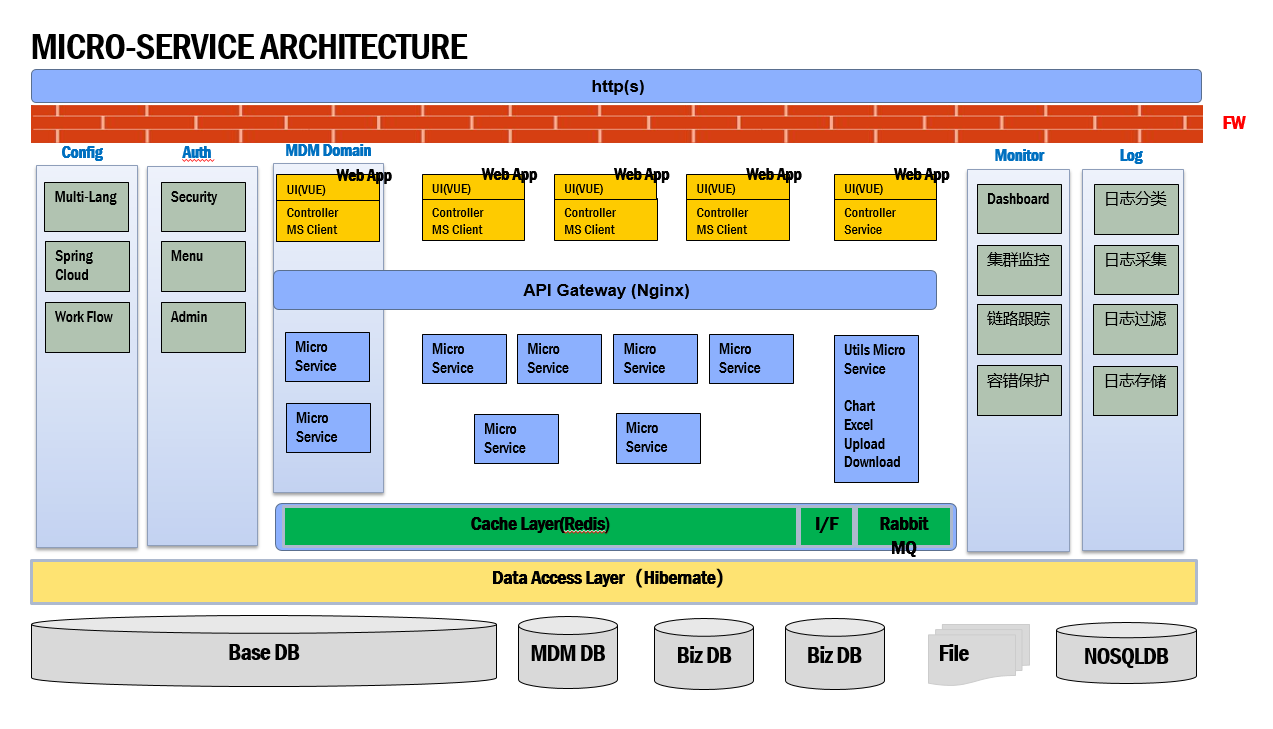 MICRO-SERVICE ARCHITECTURE
http(s)
FW
Config
Multi-Lang
Spring
Cloud
Work Flow
Auth
Security
Menu
Admin
MDM Domain
Web App
UI(VUE)
Controller
MS Client
Web App
UI(VUE)
Controller
MS Client
Web App
UI(VUE)
Controller
MS Client
Web App
UI(VUE)
Controller
MS Client
Web App
UI(VUE)
Controller
Service
API Gateway (Nginx)
Micro
Service
Micro
Service
Micro
Service
Micro
Service
Micro
Service
Micro
Service
Micro
Service
Micro
Service
Utils Micro
Service
Chart
Excel
Upload
Download
Monitor
Dashboard
集群监控
链路跟踪
容错保护
Log
日志分类
日志采集
日志过滤
日志存储
Cache Layer(Redis)
I/F
Rabbit
MQ
Data Access Layer（Hibernate）
Base DB
MDM DB
Biz DB
Biz DB
File
NOSQLDB